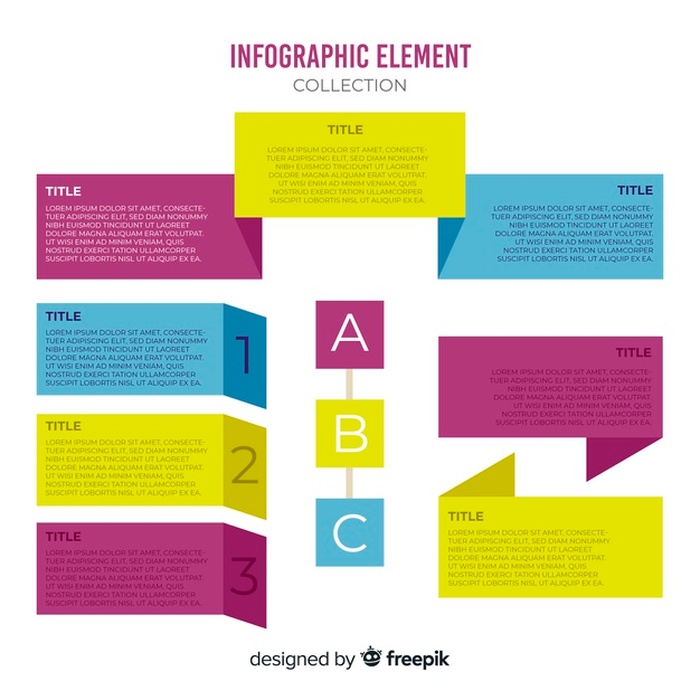 INFOGRAPHIC ELEMENT
COLLECTION
TITLE
LOREM IPSUM DOLOR SIT AMET, CONSECTE-
TUER ADIPISCING ELIT, SED DIAM NONUMMY
NIBH EUISMOD TINCIDUNT UT LAOREET
DOLORE MAGNA ALIQUAM ERAT VOLUTPAT.
UT WISI ENIM AD MINIM VENIAM, QUIS
NOSTRUD EXERCI TATION ULLAMCORPER
SUSCIPIT LOBORTIS NISL UT ALIQUIP EX EA.
TITLE
LOREM IPSUM DOLOR SIT AMET, CONSECTE-
TUER ADIPISCING ELIT, SED DIAM NONUMMY
NIBH EUISMOD TINCIDUNT UT LAOREET
DOLORE MAGNA ALIQUAM ERAT VOLUTPAT.
UT WISI ENIM AD MINIM VENIAM, QUIS
NOSTRUD EXERCI TATION ULLAMCORPER
SUSCIPIT LOBORTIS NISL UT ALIQUIP EX EA.
TITLE
LOREM IPSUM DOLOR SIT AMET, CONSECTE-
TUER ADIPISCING ELIT, SED DIAM NONUMMY
NIBH EUISMOD TINCIDUNT UT LAOREET
DOLORE MAGNA ALIQUAM ERAT VOLUTPAT.
UT WISI ENIM AD MINIM VENIAM, QUIS
NOSTRUD EXERCI TATION ULLAMCORPER
SUSCIPIT LOBORTIS NISL UT ALIQUIP EX EA.
TITLE
LOREM IPSUM DOLOR SIT AMET, CONSECTE-
TUER ADIPISCING ELIT, SED DIAM NONUMMY
NIBH EUISMOD TINCIDUNT UT LAOREET
DOLORE MAGNA ALIQUAM ERAT VOLUTPAT.
UT WISI ENIM AD MINIM VENIAM, QUIS
NOSTRUD EXERCI TATION ULLAMCORPER
SUSCIPIT LOBORTIS NISL UT ALIQUIP EX EA.
1
TITLE
LOREM IPSUM DOLOR SIT AMET, CONSECTE-
TUER ADIPISCING ELIT, SED DIAM NONUMMY
NIBH EUISMOD TINCIDUNT UT LAOREET
DOLORE MAGNA ALIQUAM ERAT VOLUTPAT.
UT WISI ENIM AD MINIM VENIAM, QUIS
NOSTRUD EXERCI TATION ULLAMCORPER
SUSCIPIT LOBORTIS NISL UT ALIQUIP EX EA.
2
TITLE
LOREM IPSUM DOLOR SIT AMET, CONSECTE-
TUER ADIPISCING ELIT, SED DIAM NONUMMY
NIBH EUISMOD TINCIDUNT UT LAOREET
DOLORE MAGNA ALIQUAM ERAT VOLUTPAT.
UT WISI ENIM AD MINIM VENIAM, QUIS
NOSTRUD EXERCI TATION ULLAMCORPER
SUSCIPIT LOBORTIS NISL UT ALIQUIP EX EA.
3
A
B
C
TITLE
LOREM IPSUM DOLOR SIT AMET, CONSECTE-
TUER ADIPISCING ELIT, SED DIAM NONUMMY
NIBH EUISMOD TINCIDUNT UT LAOREET
DOLORE MAGNA ALIQUAM ERAT VOLUTPAT.
UT WISI ENIM AD MINIM VENIAM, QUIS
NOSTRUD EXERCI TATION ULLAMCORPER
SUSCIPIT LOBORTIS NISL UT ALIQUIP EX EA.
TITLE
LOREM IPSUM DOLOR SIT AMET, CONSECTE-
TUER ADIPISCING ELIT, SED DIAM NONUMMY
NIBH EUISMOD TINCIDUNT UT LAOREET
DOLORE MAGNA ALIQUAM ERAT VOLUTPAT.
UT WISI ENIM AD MINIM VENIAM, QUIS
NOSTRUD EXERCI TATION ULLAMCORPER
SUSCIPIT LOBORTIS NISL UT ALIQUIP EX EA.
designed by freepik